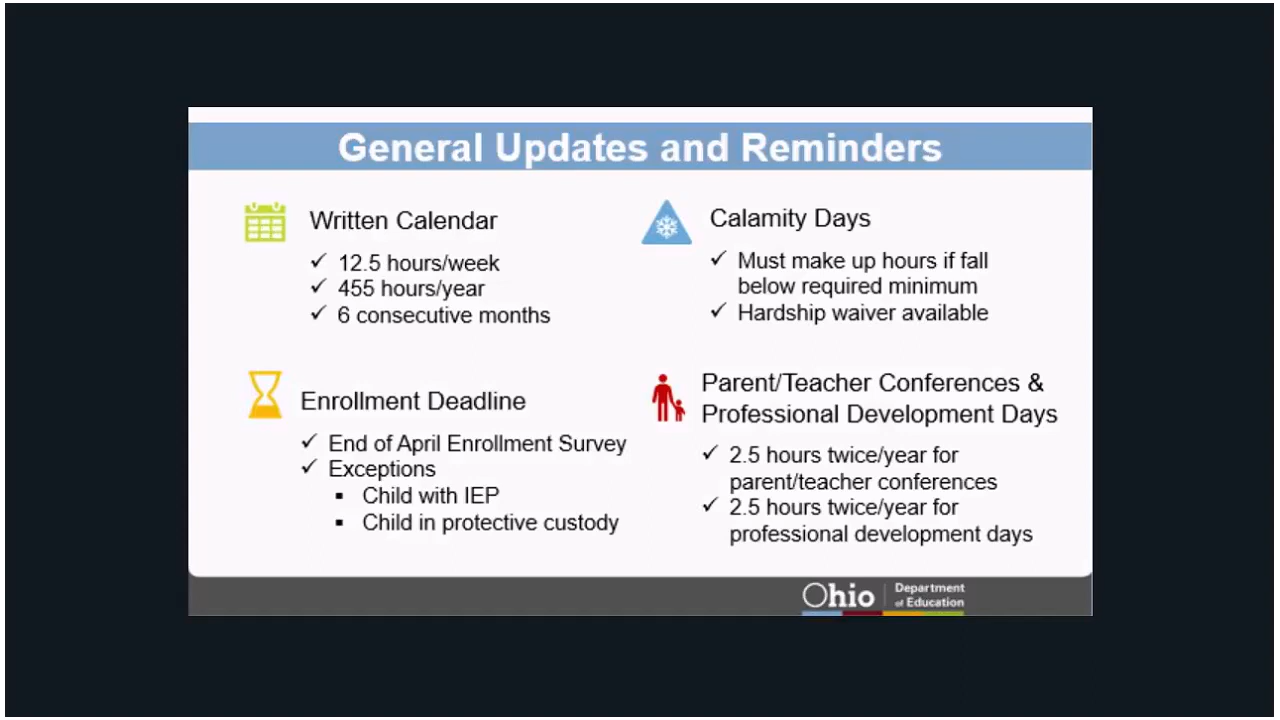 General Updates and Reminders
Written Calendar
12.5 hours/week
455 hours/year
6 consecutive months
Calamity Days
Must make up hours if fall
below required minimum
Hardship waiver available
Enrollment Deadline
End of April Enrollment Survey
Exceptions
Child with IEP
Child in protective custody
Parent/Teacher Conferences &
Professional Development Days
2.5 hours twice/year for
parent/teacher conferences
2.5 hours twice/year for
professional development days
Ohio
Department
of Education